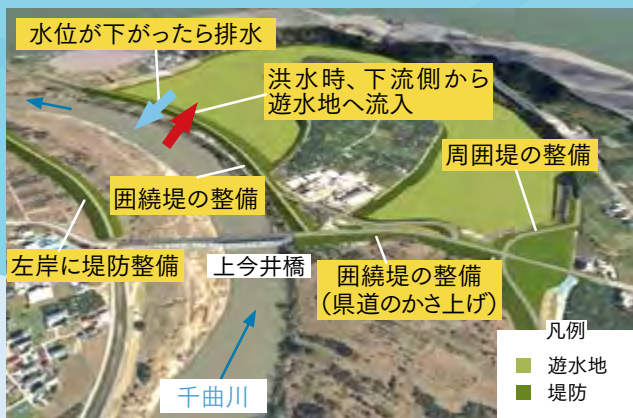 水位が下がったら排水
洪水時、下流側から
遊水地へ流入
周囲堤の整備
囲繞堤の整備
左岸に堤防整備
上今井橋
囲繞堤の整備
（県道のかさ上げ）
千曲川
凡例
遊水地
堤防